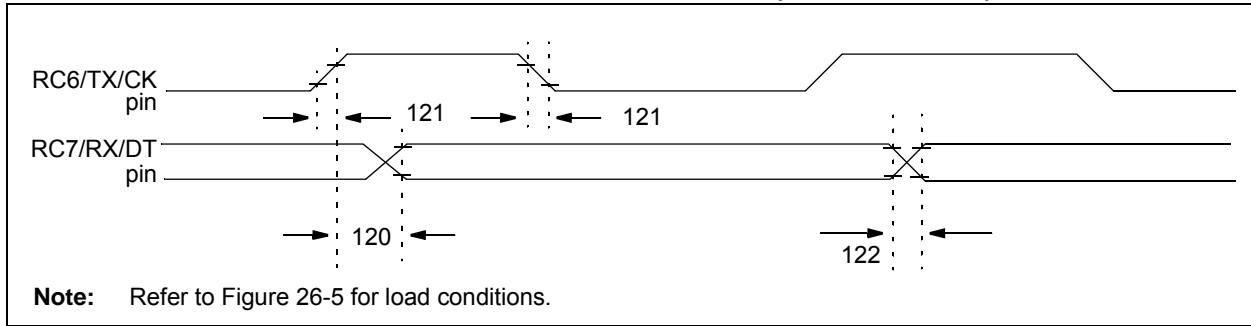 RC6/TX/CK
pin
121
121
RC7/RX/DT
pin
120
122
Note: Refer to Figure 26-5 for load conditions.